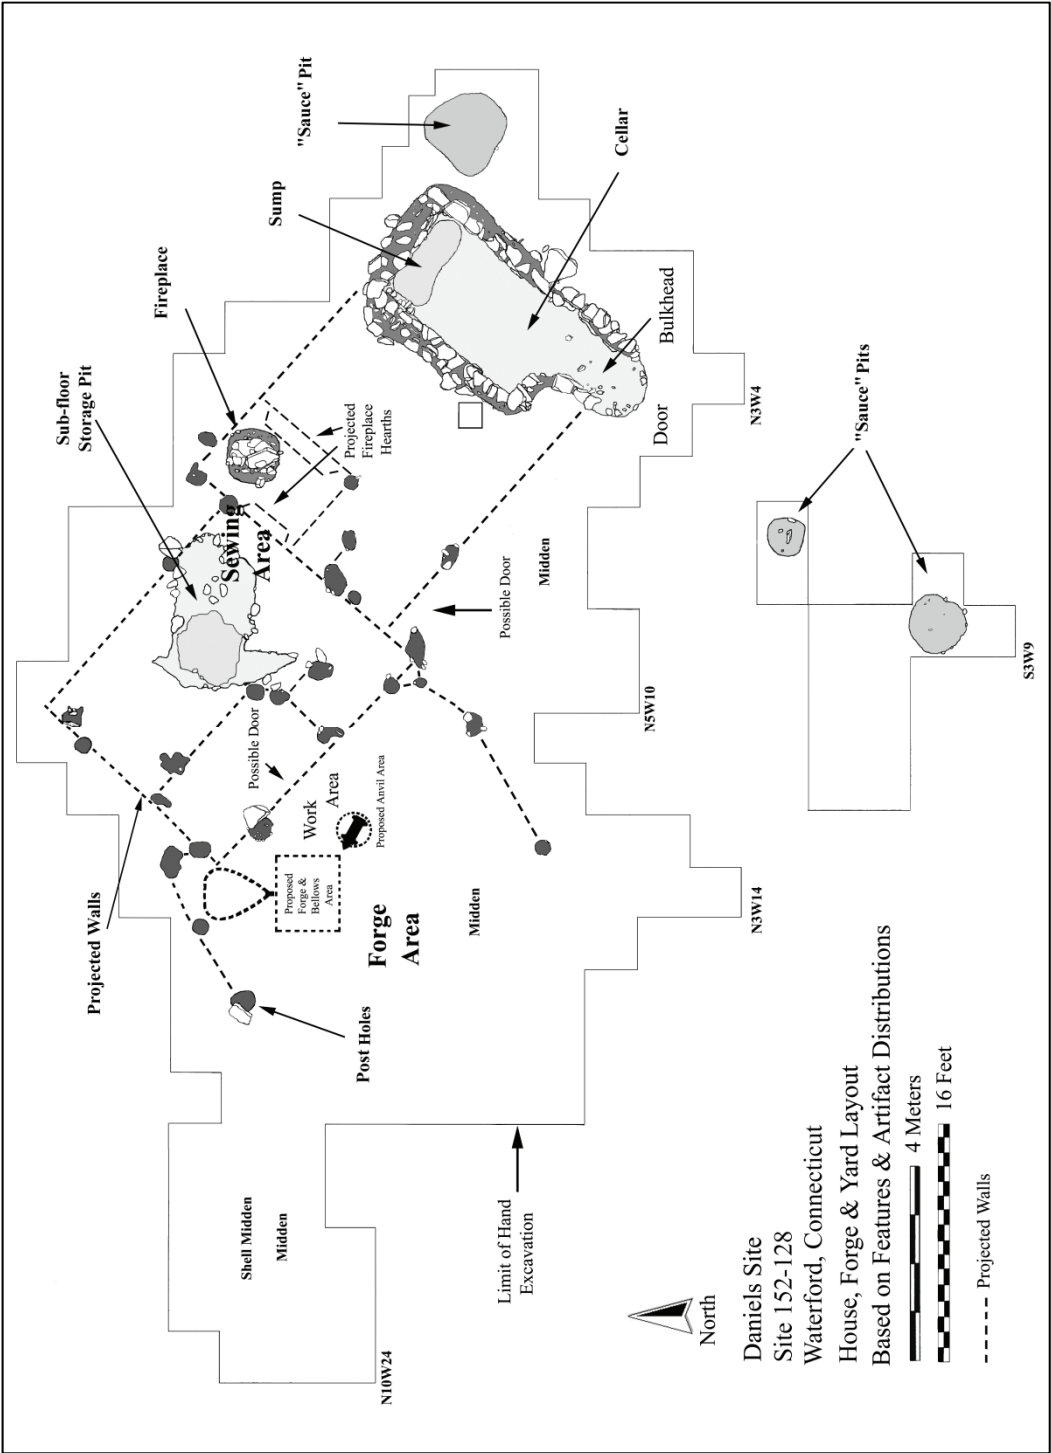 "Sauce" Pit
Sump
Fireplace
Sub-floor
Storage Pit
Cellar
Bulkhead
Door
N3W4
Projected
Fireplace
Hearths
Sewing
Area
Possible Door
Midden
"Sauce" Pits
S3W9
N5W10
Possible Door
Work
Area
Proposed Anvil Area
Proposed
Forge &
Bellows
Area
Forge
Area
Midden
N3W14
Projected Walls
Post Holes
Shell Midden
Midden
Limit of Hand
Excavation
N10W24
North
Daniels Site
Site 152-128
Waterford, Connecticut
House, Forge & Yard Layout
Based on Features & Artifact Distributions
4 Meters
16 Feet
Projected Walls